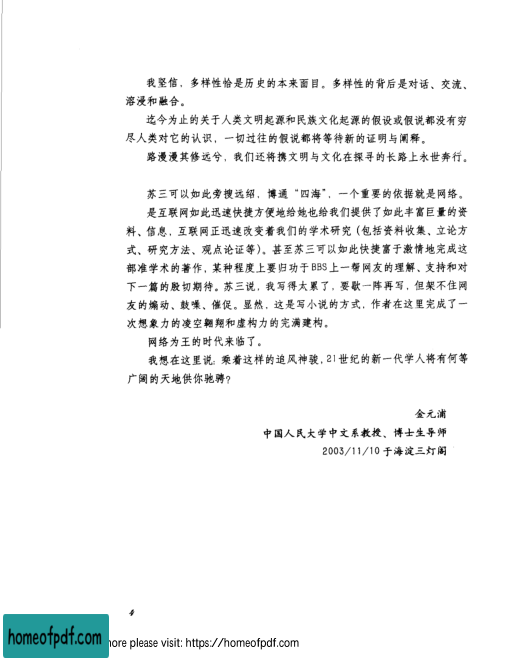 我坚信，多样性恰是历史的本来面目。多样性的背后是对话、交流、
溶浸和融合。
迄今为止的关于人类文明起源和民族文化起源的假设或假说都没有穷
尽人类对它的认识，一切过往的假说都将等待新的证明与阐释。
路漫漫其修远兮，我们还将携文明与文化在探寻的长路上永世奔行。
苏三可以如此旁搜远绍，博通“四海”，一个重要的依据就是网络。
是互联网如此迅速快捷方便地给她也给我们提供了如此丰富巨量的资
料、信息，互联网正迅速改变着我们的学术研究（包括资料收集、立论方
式、研究方法、观点论证等）。甚至苏三可以如此快捷富于激情地完成这
部准学术的著作，某种程度上要归功于BBS上一帮网友的理解、支持和对
下一篇的殷切期待。苏三说，我写得太累了，要歇一阵再写，但架不住网
友的煽动、鼓噪、催促。显然，这是写小说的方式，作者在这里完成了一
次想象力的凌空翱翔和虚构力的完满建构。
网络为王的时代来临了。
我想在这里说：乘着这样的追风神骏，21世纪的新一代学人将有何等
广阔的天地供你驰骋？
金元浦
中国人民大学中文系教授、博士生导师
2003/11/10于海淀三灯阁
4
homeofpdf.com
more please visit: https://homeofpdf.com